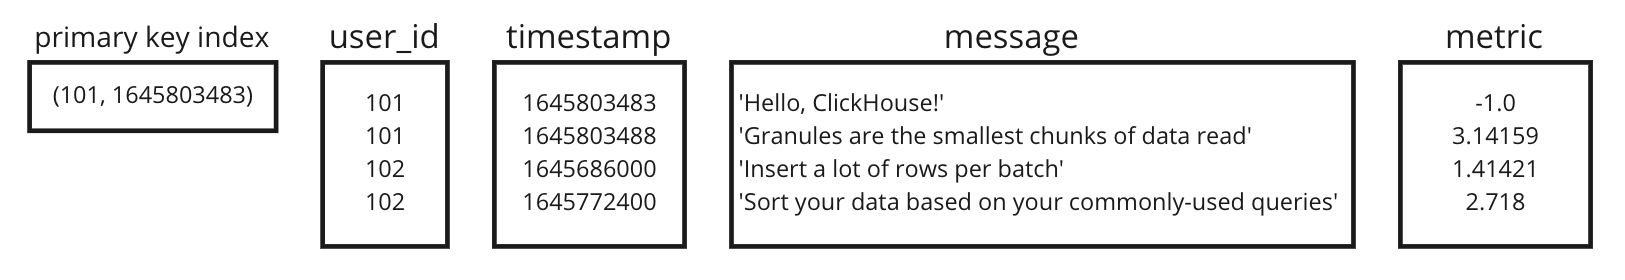 primary key index user_id timestamp message metric
(101, 1645803483)
101 1645803483 'Hello, ClickHouse!' -1.0
101 1645803488 'Granules are the smallest chunks of data read' 3.14159
102 1645686000 'Insert a lot of rows per batch' 1.41421
102 1645772400 'Sort your data based on your commonly-used queries' 2.718